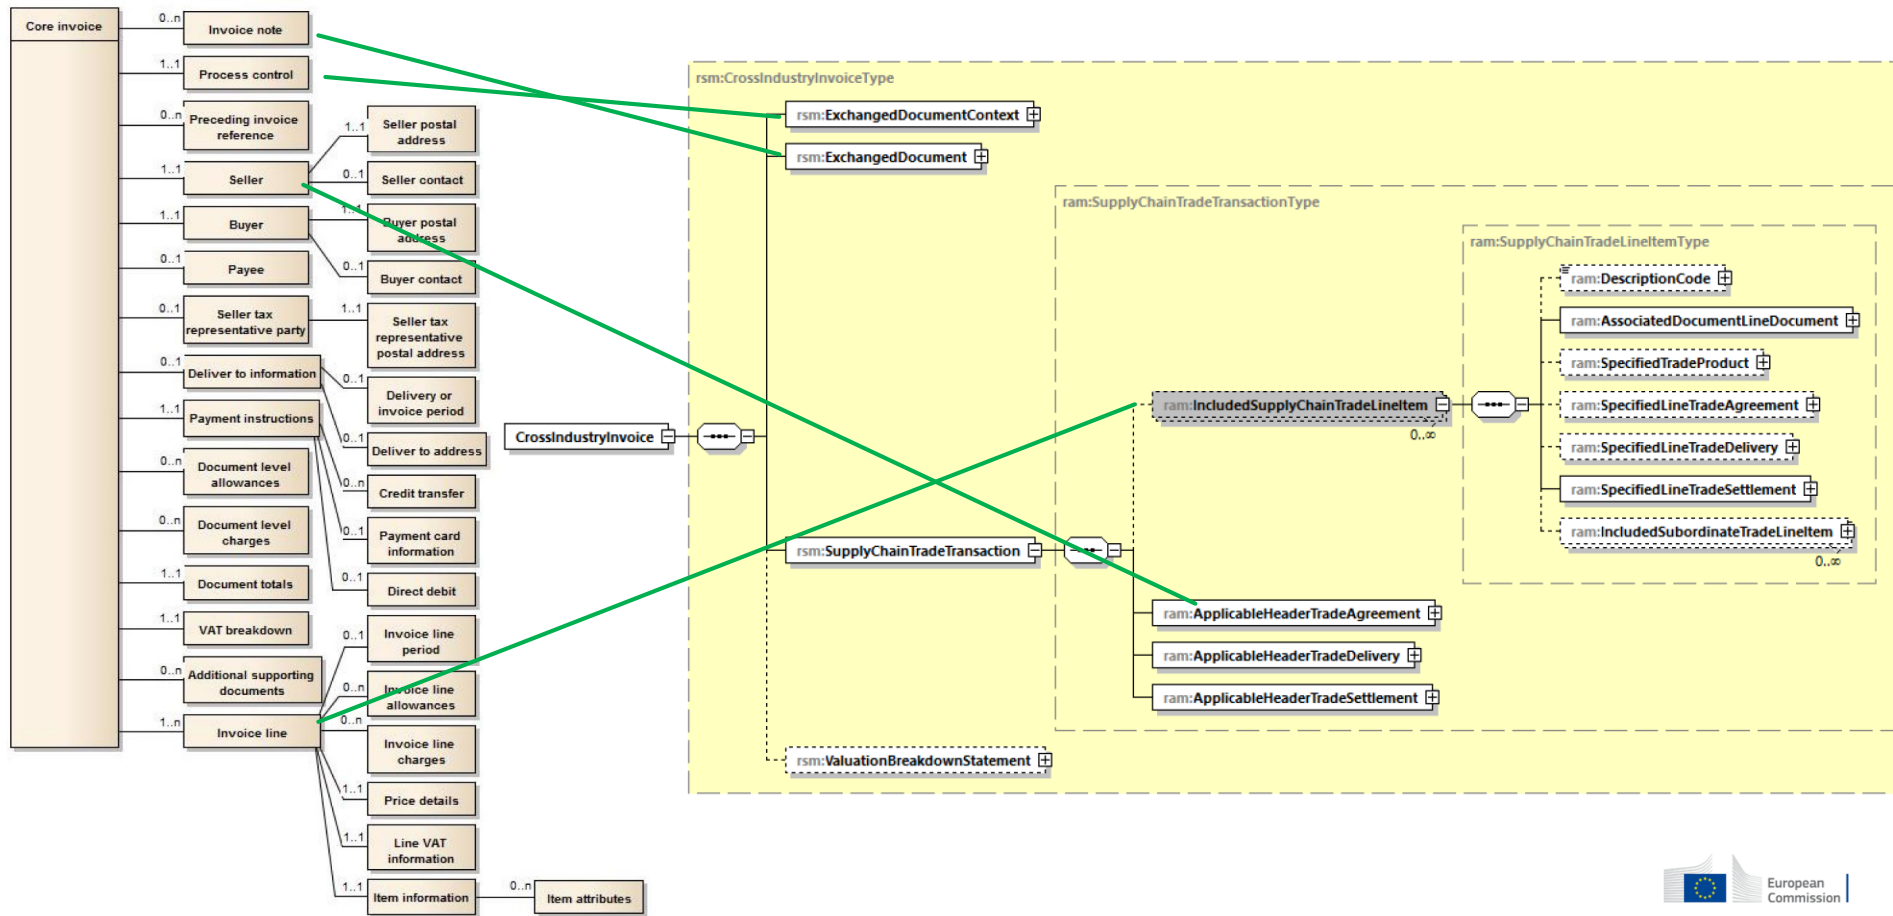 Core invoice
0..n
Invoice note
1..1
Process control
0..n
Preceding invoice
reference
1..1
Seller
1..1
Seller postal
address
0..1
Seller contact
1..1
Buyer
1..1
Buyer postal
address
0..1
Buyer contact
0..1
Payee
0..1
Seller tax
representative party
1..1
Seller tax
representative
postal address
0..1
Deliver to information
0..1
Delivery or
invoice period
0..1
Deliver to address
1..1
Payment instructions
0..n
Credit transfer
0..1
Payment card
information
0..1
Direct debit
0..n
Document level
allowances
0..n
Document level
charges
1..1
Document totals
1..1
VAT breakdown
0..n
Additional supporting
documents
1..n
Invoice line
0..1
Invoice line
period
0..n
Invoice line
allowances
0..n
Invoice line
charges
1..1
Price details
1..1
Line VAT
information
1..1
Item information
0..n
Item attributes
CrossIndustryInvoice
rsm:CrossIndustryInvoiceType
rsm:ExchangedDocumentContext
rsm:ExchangedDocument
rsm:SupplyChainTradeTransaction
rsm:ValuationBreakdownStatement
ram:SupplyChainTradeTransactionType
ram:IncludedSupplyChainTradeLineItem
0..∞
ram:ApplicableHeaderTradeAgreement
ram:ApplicableHeaderTradeDelivery
ram:ApplicableHeaderTradeSettlement
ram:SupplyChainTradeLineItemType
ram:DescriptionCode
ram:AssociatedDocumentLineDocument
ram:SpecifiedTradeProduct
ram:SpecifiedLineTradeAgreement
ram:SpecifiedLineTradeDelivery
ram:SpecifiedLineTradeSettlement
ram:IncludedSubordinateTradeLineItem
0..∞
European
Commission